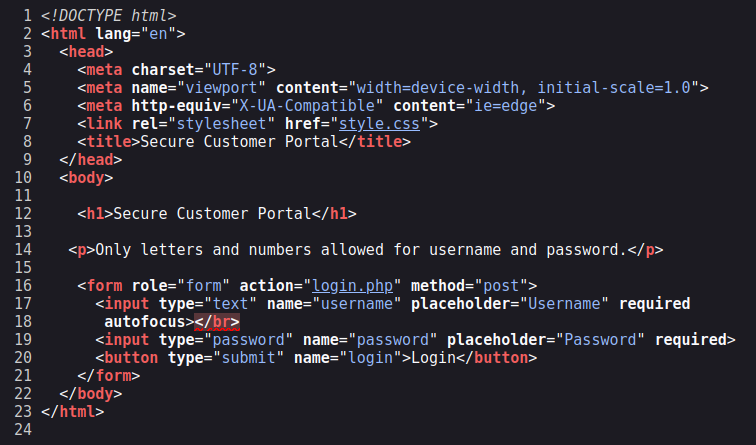 1 <!DOCTYPE html>
2 <html lang="en">
3   <head>
4     <meta charset="UTF-8">
5     <meta name="viewport" content="width=device-width, initial-scale=1.0">
6     <meta http-equiv="X-UA-Compatible" content="ie=edge">
7     <link rel="stylesheet" href="style.css">
8     <title>Secure Customer Portal</title>
9   </head>
10   <body>
11
12     <h1>Secure Customer Portal</h1>
13
14    <p>Only letters and numbers allowed for username and password.</p>
15
16     <form role="form" action="login.php" method="post">
17       <input type="text" name="username" placeholder="Username" required
18        autofocus></br>
19       <input type="password" name="password" placeholder="Password" required>
20       <button type="submit" name="login">Login</button>
21     </form>
22   </body>
23 </html>
24